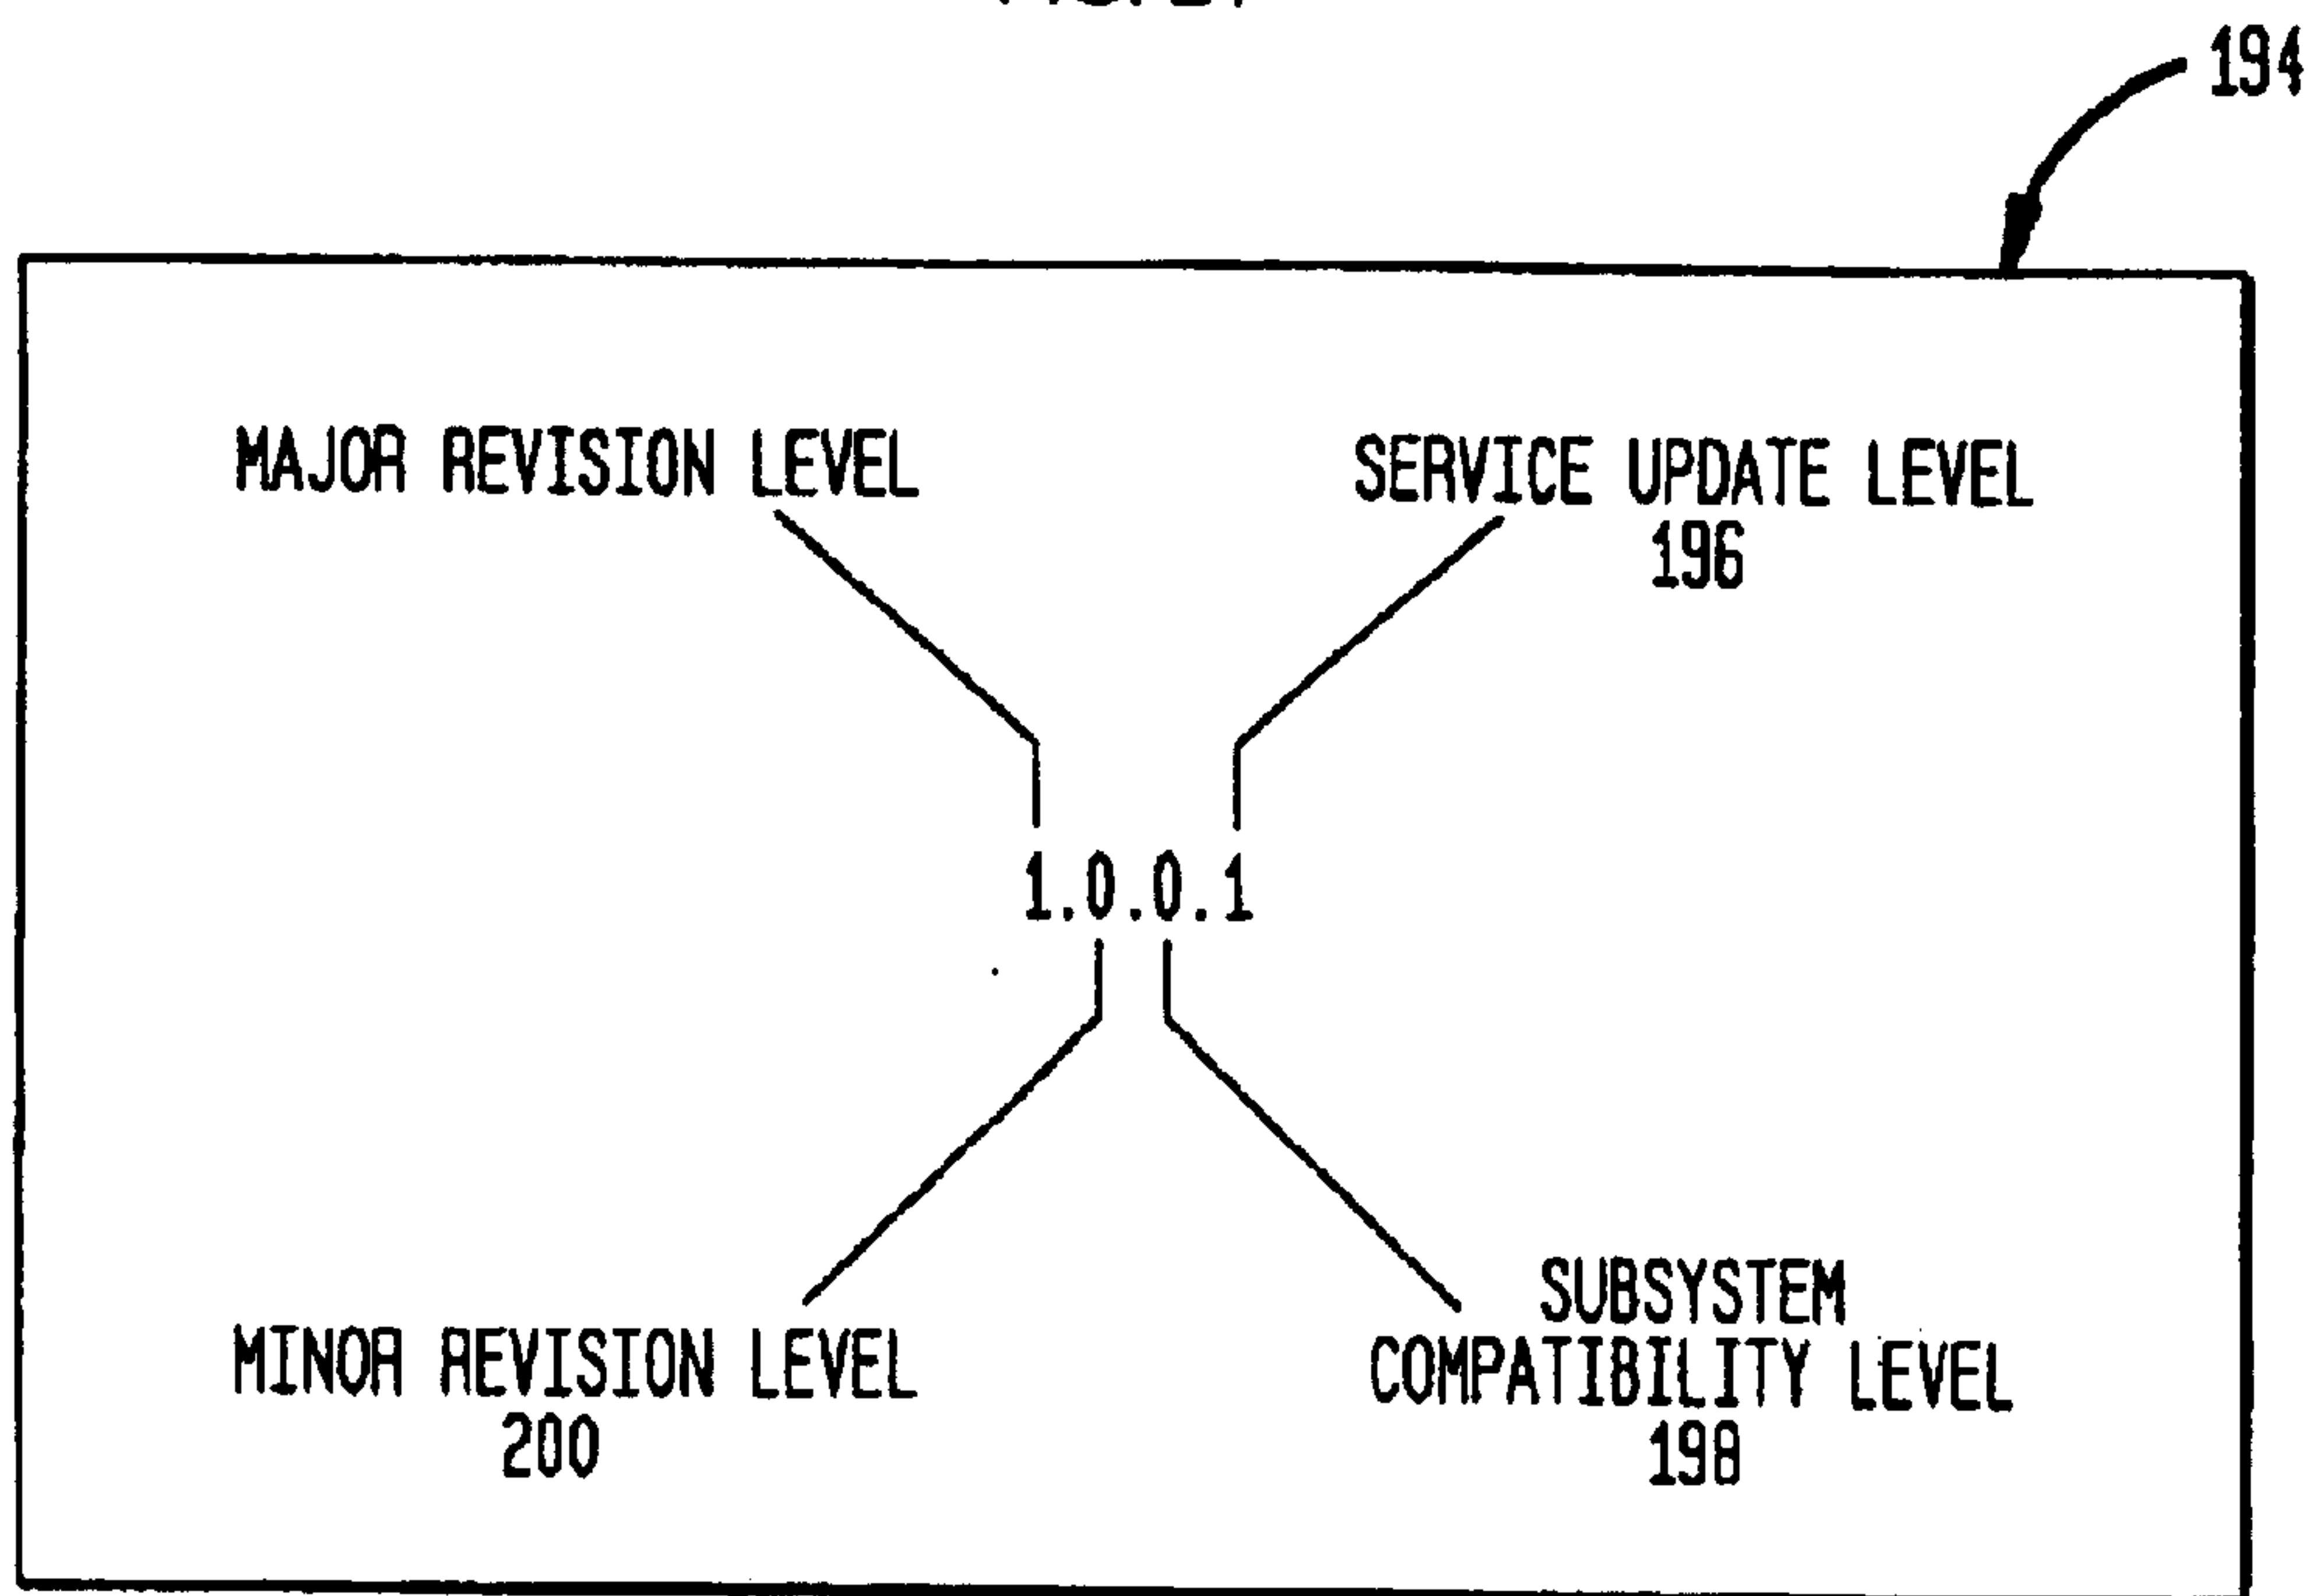 194
MAJOR REVISION LEVEL
SERVICE UPDATE LEVEL
196
1.0.0.1
MINOR REVISION LEVEL
200
SUBSYSTEM
COMPATIBILITY LEVEL
198